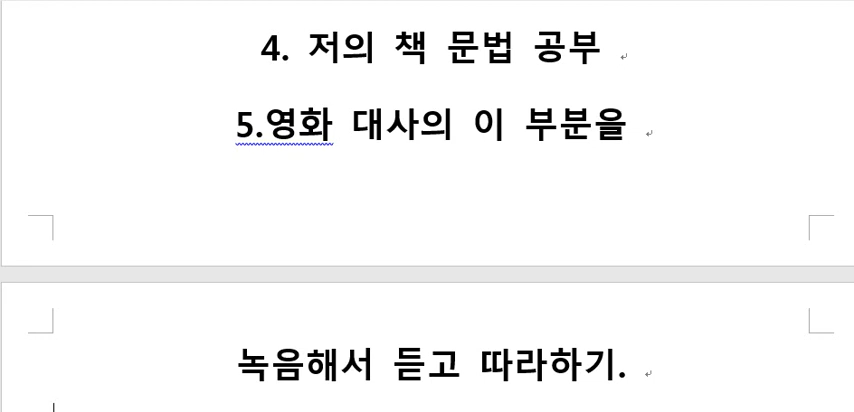 4. 저의 책 문법 공부
5.영화 대사의 이 부분을
녹음해서 듣고 따라하기.